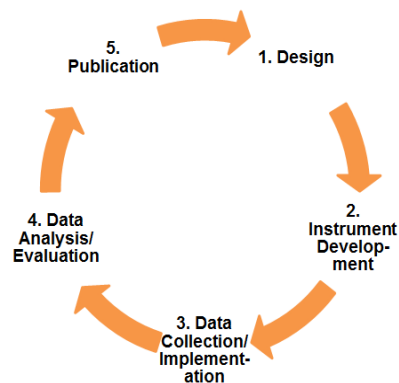 1. Design
2.
Instrument
Develop-
ment
3. Data
Collection/
Implement-
ation
4. Data
Analysis/
Evaluation
5.
Publication